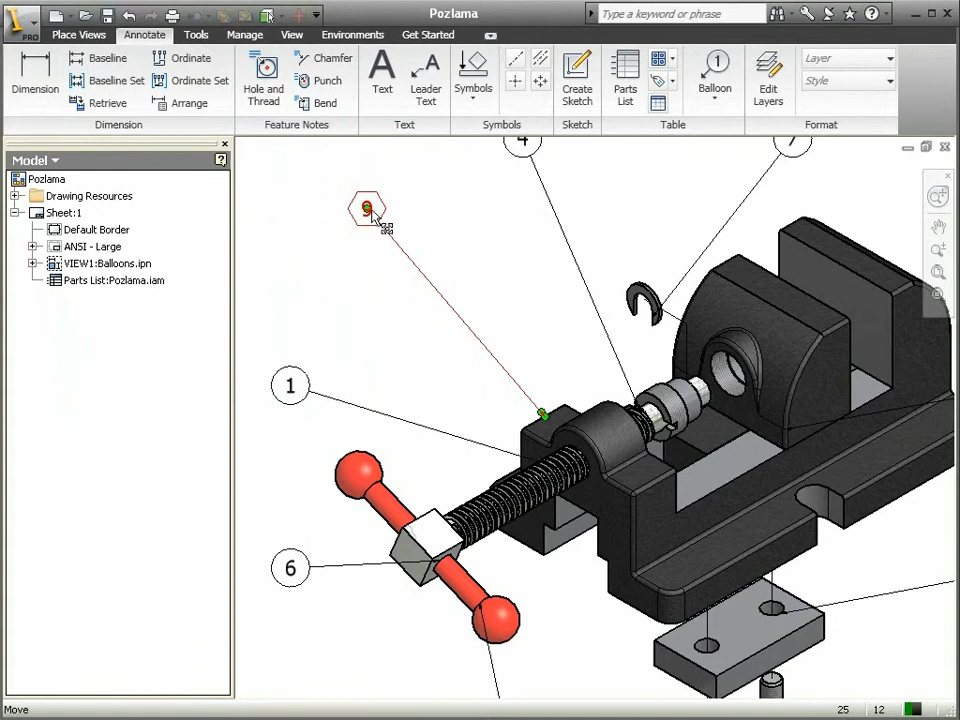 Pozlama
Type a keyword or phrase
PRO
Place Views Annotate Tools Manage View Environments Get Started
Dimension
Baseline
Baseline Set
Retrieve
Ordinate
Ordinate Set
Arrange
Dimension
Hole and
Thread
Chamfer
Punch
Bend
Feature Notes
Text
Leader
Text
Text
Symbols
Symbols
Create
Sketch
Sketch
Parts
List
Balloon
Table
Edit
Layers
Layer
Style
Format
Model
Pozlama
Drawing Resources
Sheet:1
Default Border
ANSI - Large
VIEW1:Balloons.ipn
Parts List:Pozlama.iam
4
7
9
1
6
Move
25
12